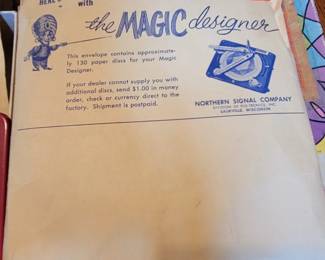 with
the MAGIC designer
This envelope contains approximate-
ly 130 paper discs for your Magic
Designer.
If your dealer cannot supply you with
additional discs, send $1.00 in money
order, check or currency direct to the
factory. Shipment is postpaid.
NORTHERN SIGNAL COMPANY
SAUKVILLE, WISCONSIN